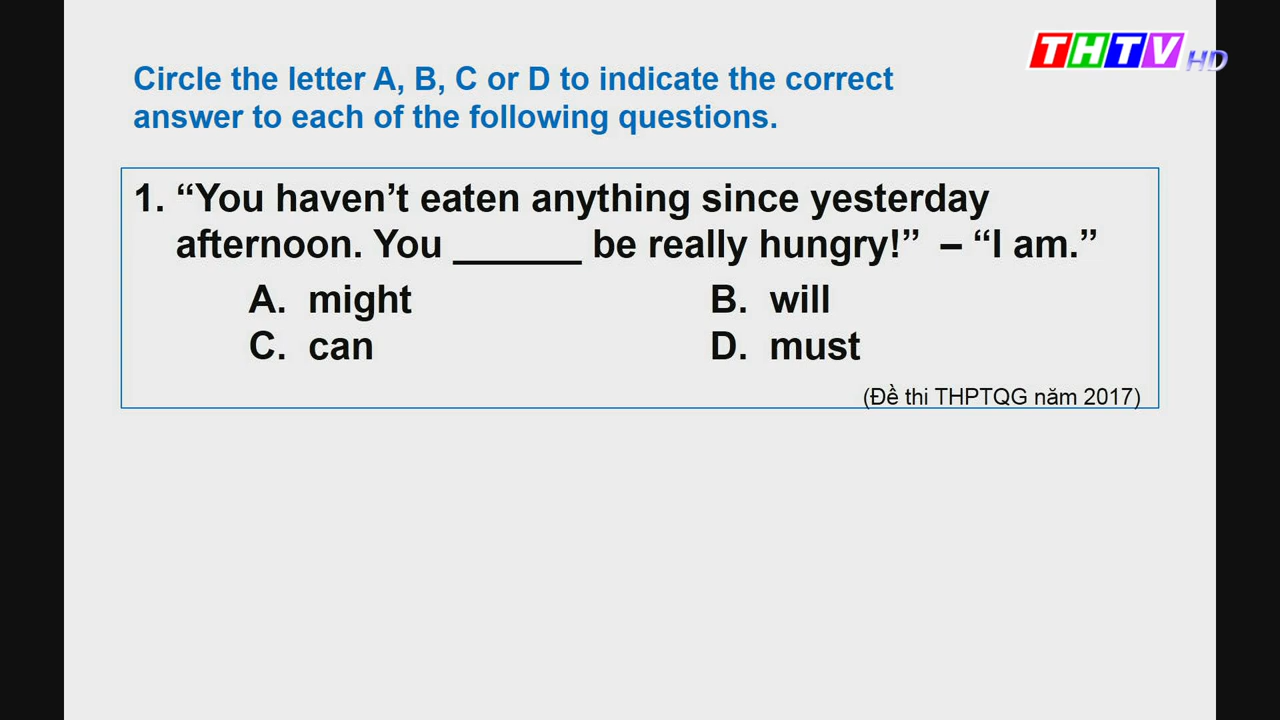 THTV HD
Circle the letter A, B, C or D to indicate the correct
answer to each of the following questions.
1. “You haven’t eaten anything since yesterday
afternoon. You ______ be really hungry!” – “I am.”
A. might B. will
C. can D. must
(Đề thi THPTQG năm 2017)